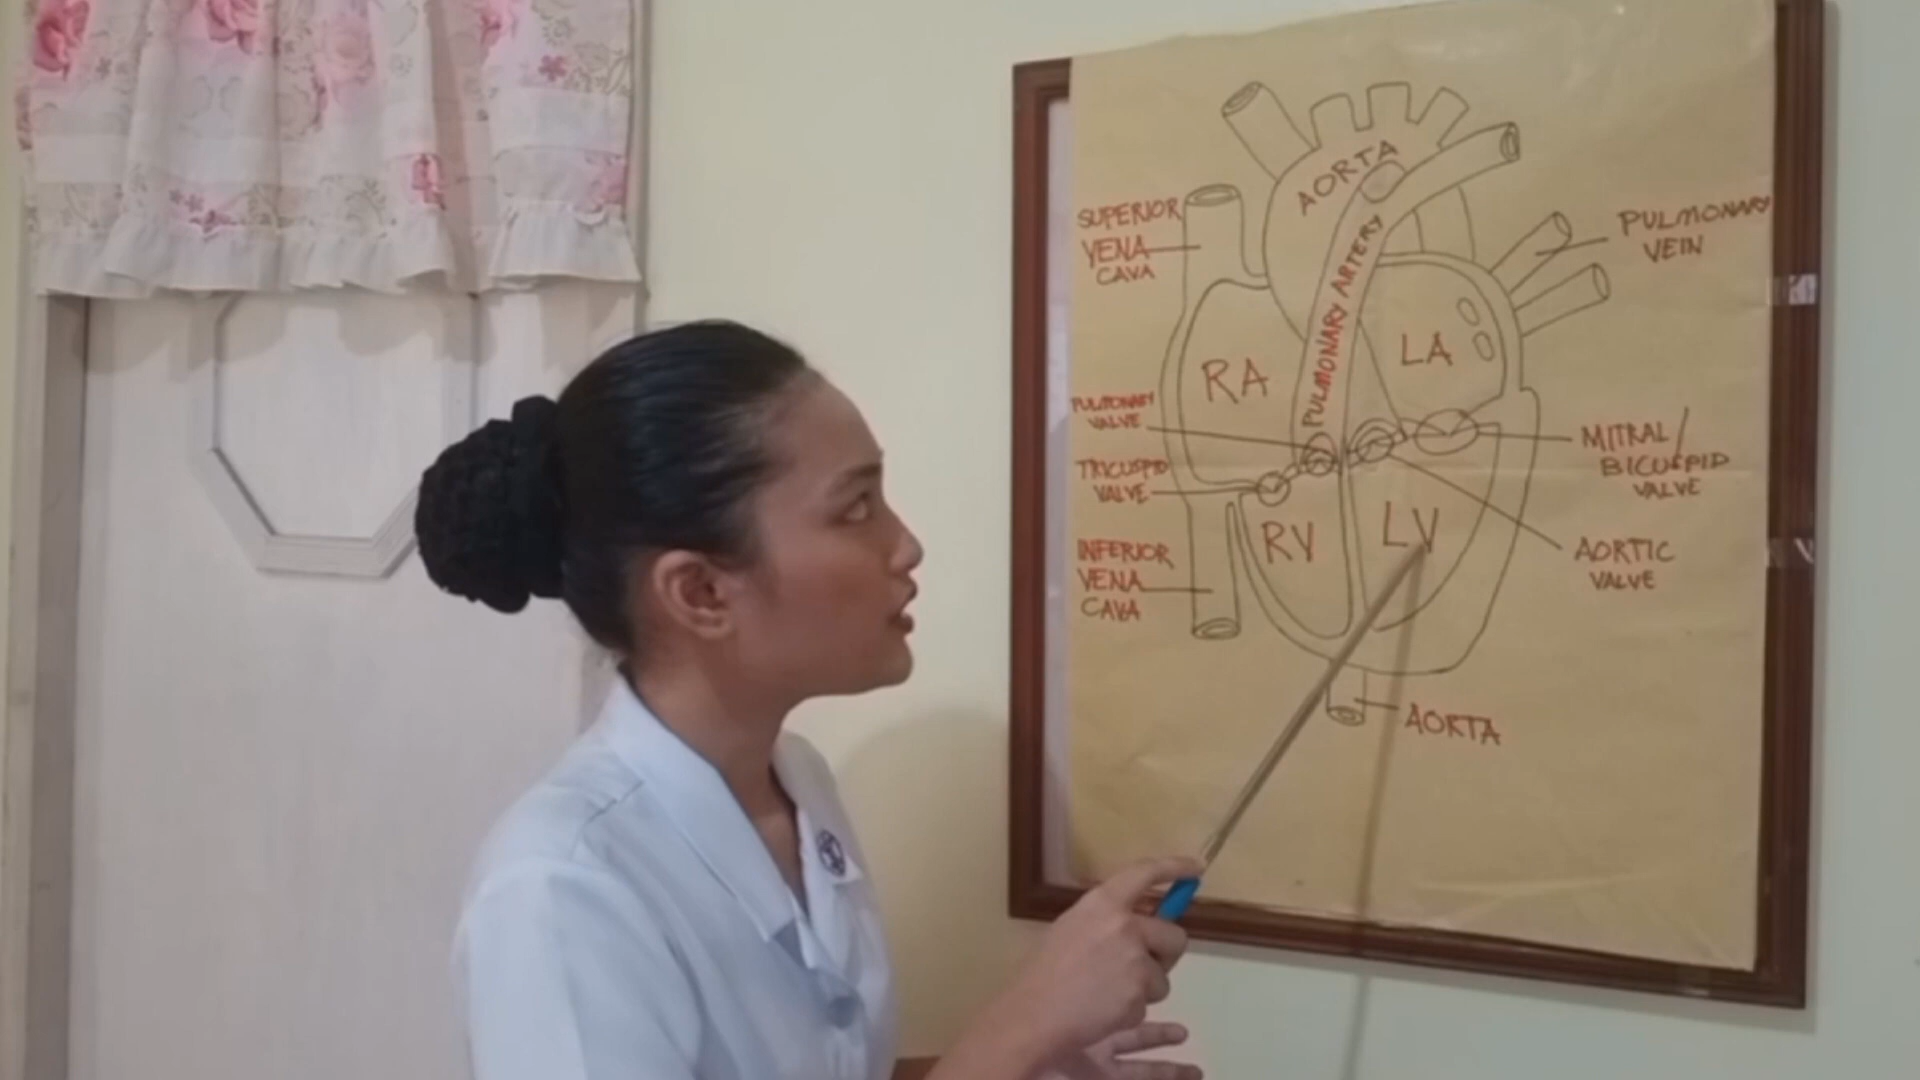 AORTA
SUPERIOR
VENA
CAVA
PULMONARY
VEIN
PULMONARY ARTERY
LA
RA
PULMONARY
VALVE
MITRAL/
BICUSPID
VALVE
TRICUSPID
VALVE
RV
LV
INFERIOR
VENA
CAVA
AORTIC
VALVE
AORTA